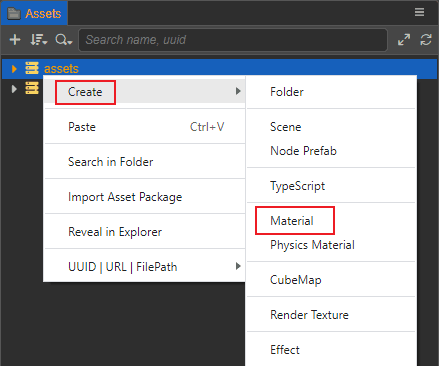 Assets
Search name, uuid
assets
Create
Paste Ctrl+V
Search in Folder
Import Asset Package
Reveal in Explorer
UUID | URL | FilePath
Folder
Scene
Node Prefab
TypeScript
Material
Physics Material
CubeMap
Render Texture
Effect